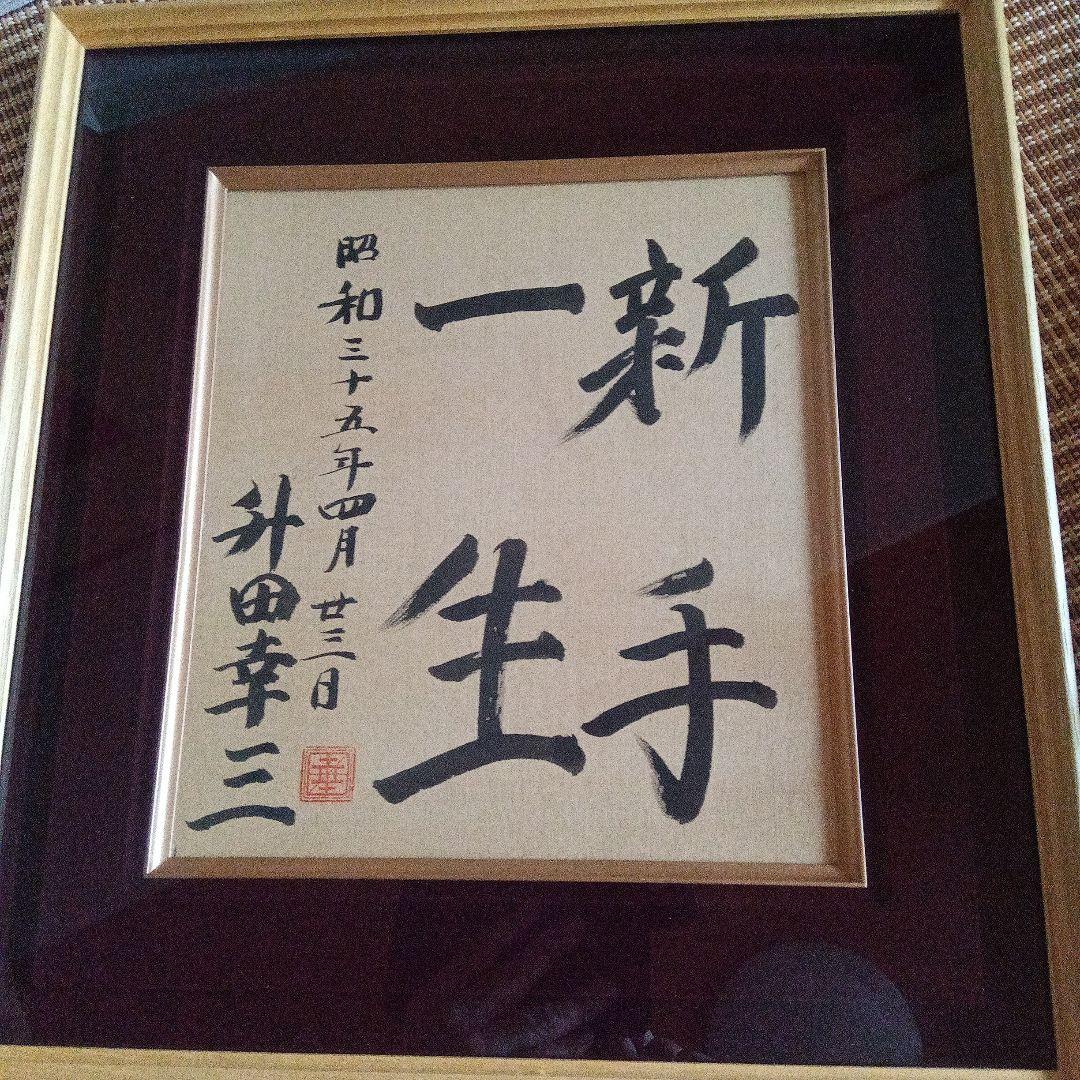 新手
一生
昭和三十五年四月廿三日
升田幸三
幸